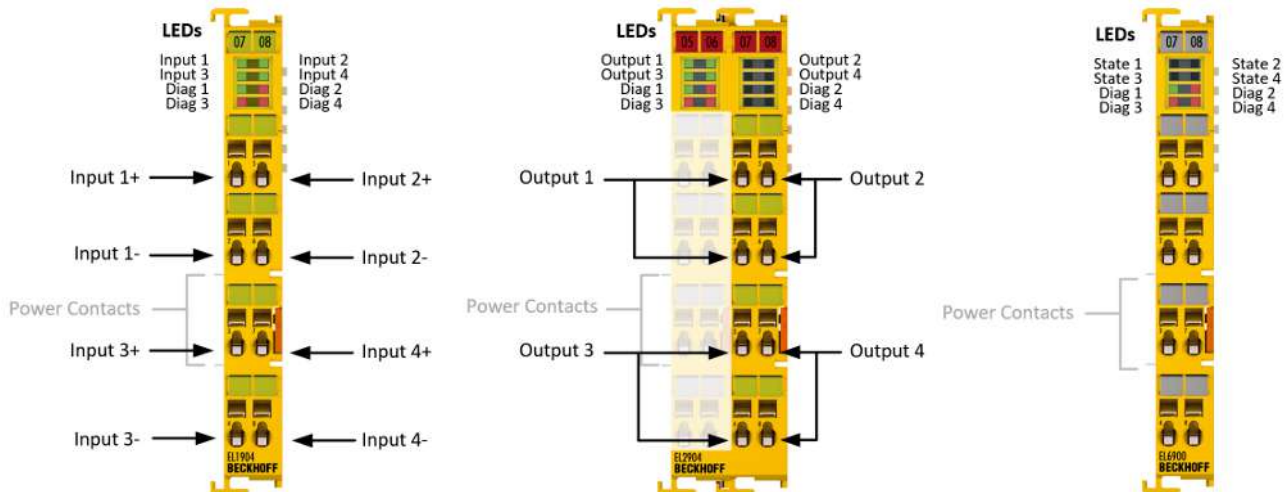 LEDs
07 08
Input 1 Input 2
Input 3 Input 4
Diag 1 Diag 2
Diag 3 Diag 4
Input 1+ Input 2+
Input 1- Input 2-
Power Contacts
Input 3+ Input 4+
Input 3- Input 4-
EL1904
BECKHOFF
LEDs
05 06 07 08
Output 1 Output 2
Output 3 Output 4
Diag 1 Diag 2
Diag 3 Diag 4
Output 1 Output 2
Power Contacts
Output 3 Output 4
EL2904
BECKHOFF
LEDs
07 08
State 1 State 2
State 3 State 4
Diag 1 Diag 2
Diag 3 Diag 4
Power Contacts
EL6900
BECKHOFF